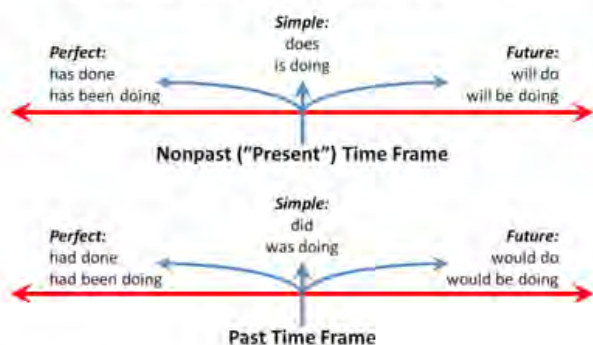 Simple:
does
is doing
Perfect:
has done
has been doing
Future:
will do
will be doing
Nonpast ("Present") Time Frame
Simple:
did
was doing
Perfect:
had done
had been doing
Future:
would do
would be doing
Past Time Frame